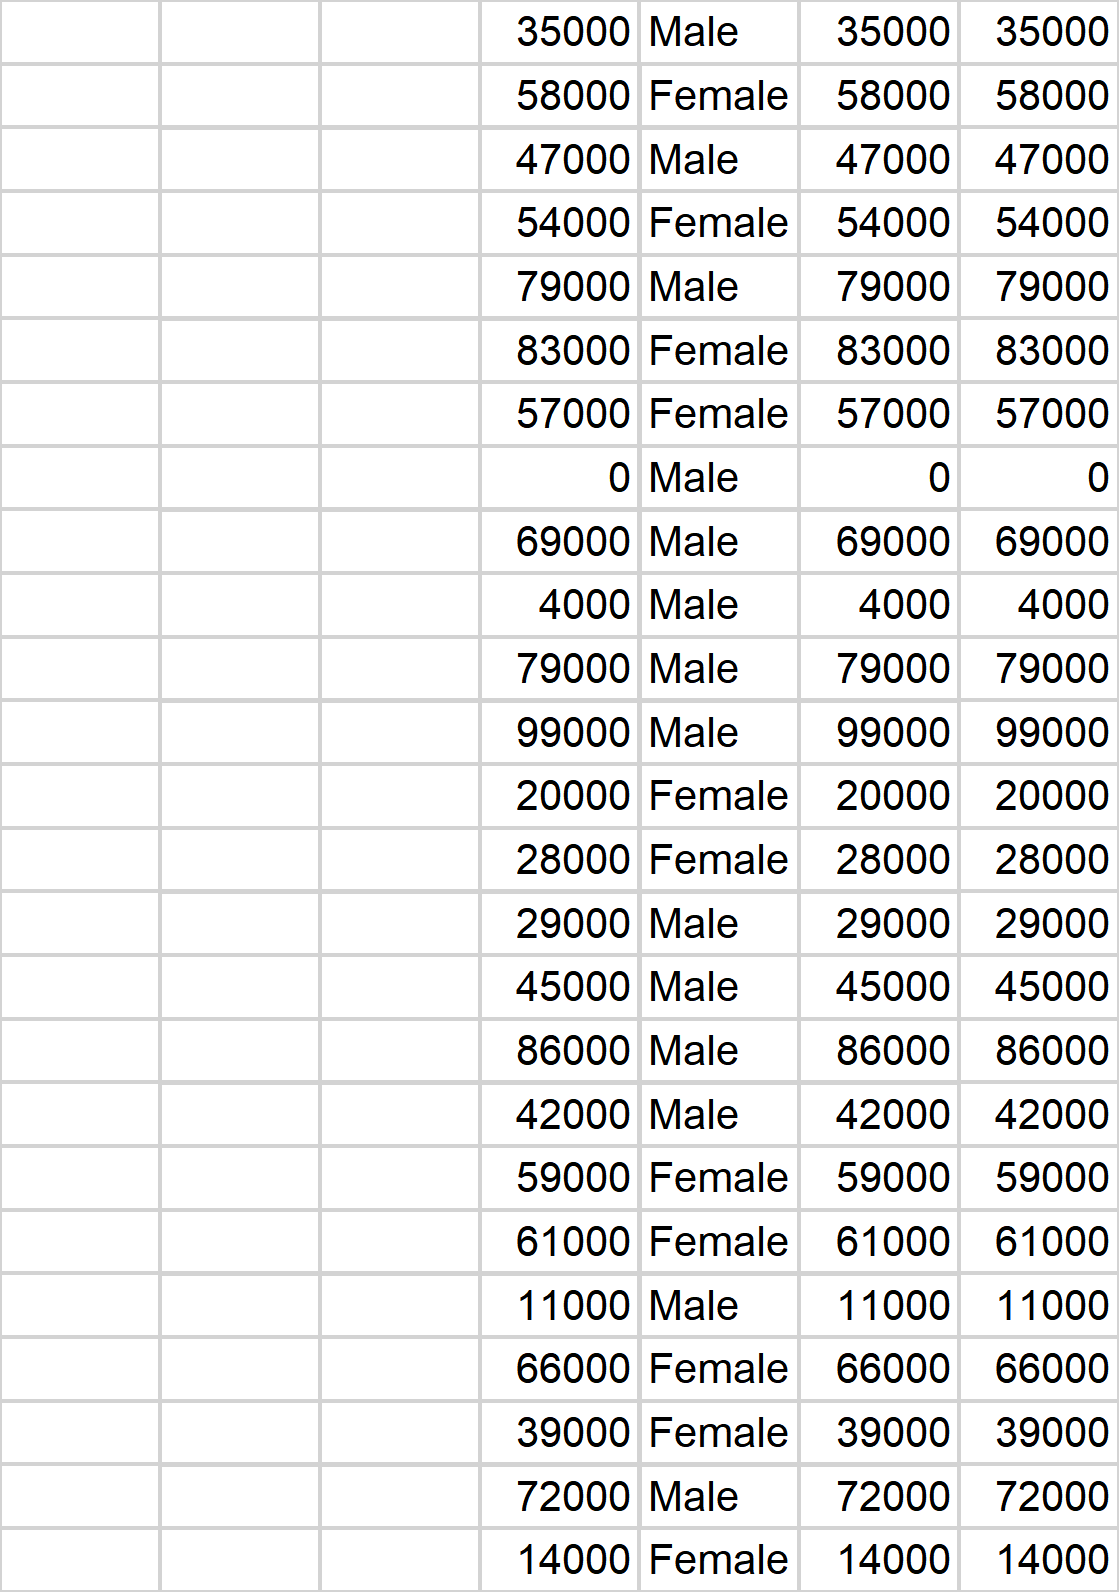 35000 Male 35000 35000
58000 Female 58000 58000
47000 Male 47000 47000
54000 Female 54000 54000
79000 Male 79000 79000
83000 Female 83000 83000
57000 Female 57000 57000
0 Male 0 0
69000 Male 69000 69000
4000 Male 4000 4000
79000 Male 79000 79000
99000 Male 99000 99000
20000 Female 20000 20000
28000 Female 28000 28000
29000 Male 29000 29000
45000 Male 45000 45000
86000 Male 86000 86000
42000 Male 42000 42000
59000 Female 59000 59000
61000 Female 61000 61000
11000 Male 11000 11000
66000 Female 66000 66000
39000 Female 39000 39000
72000 Male 72000 72000
14000 Female 14000 14000